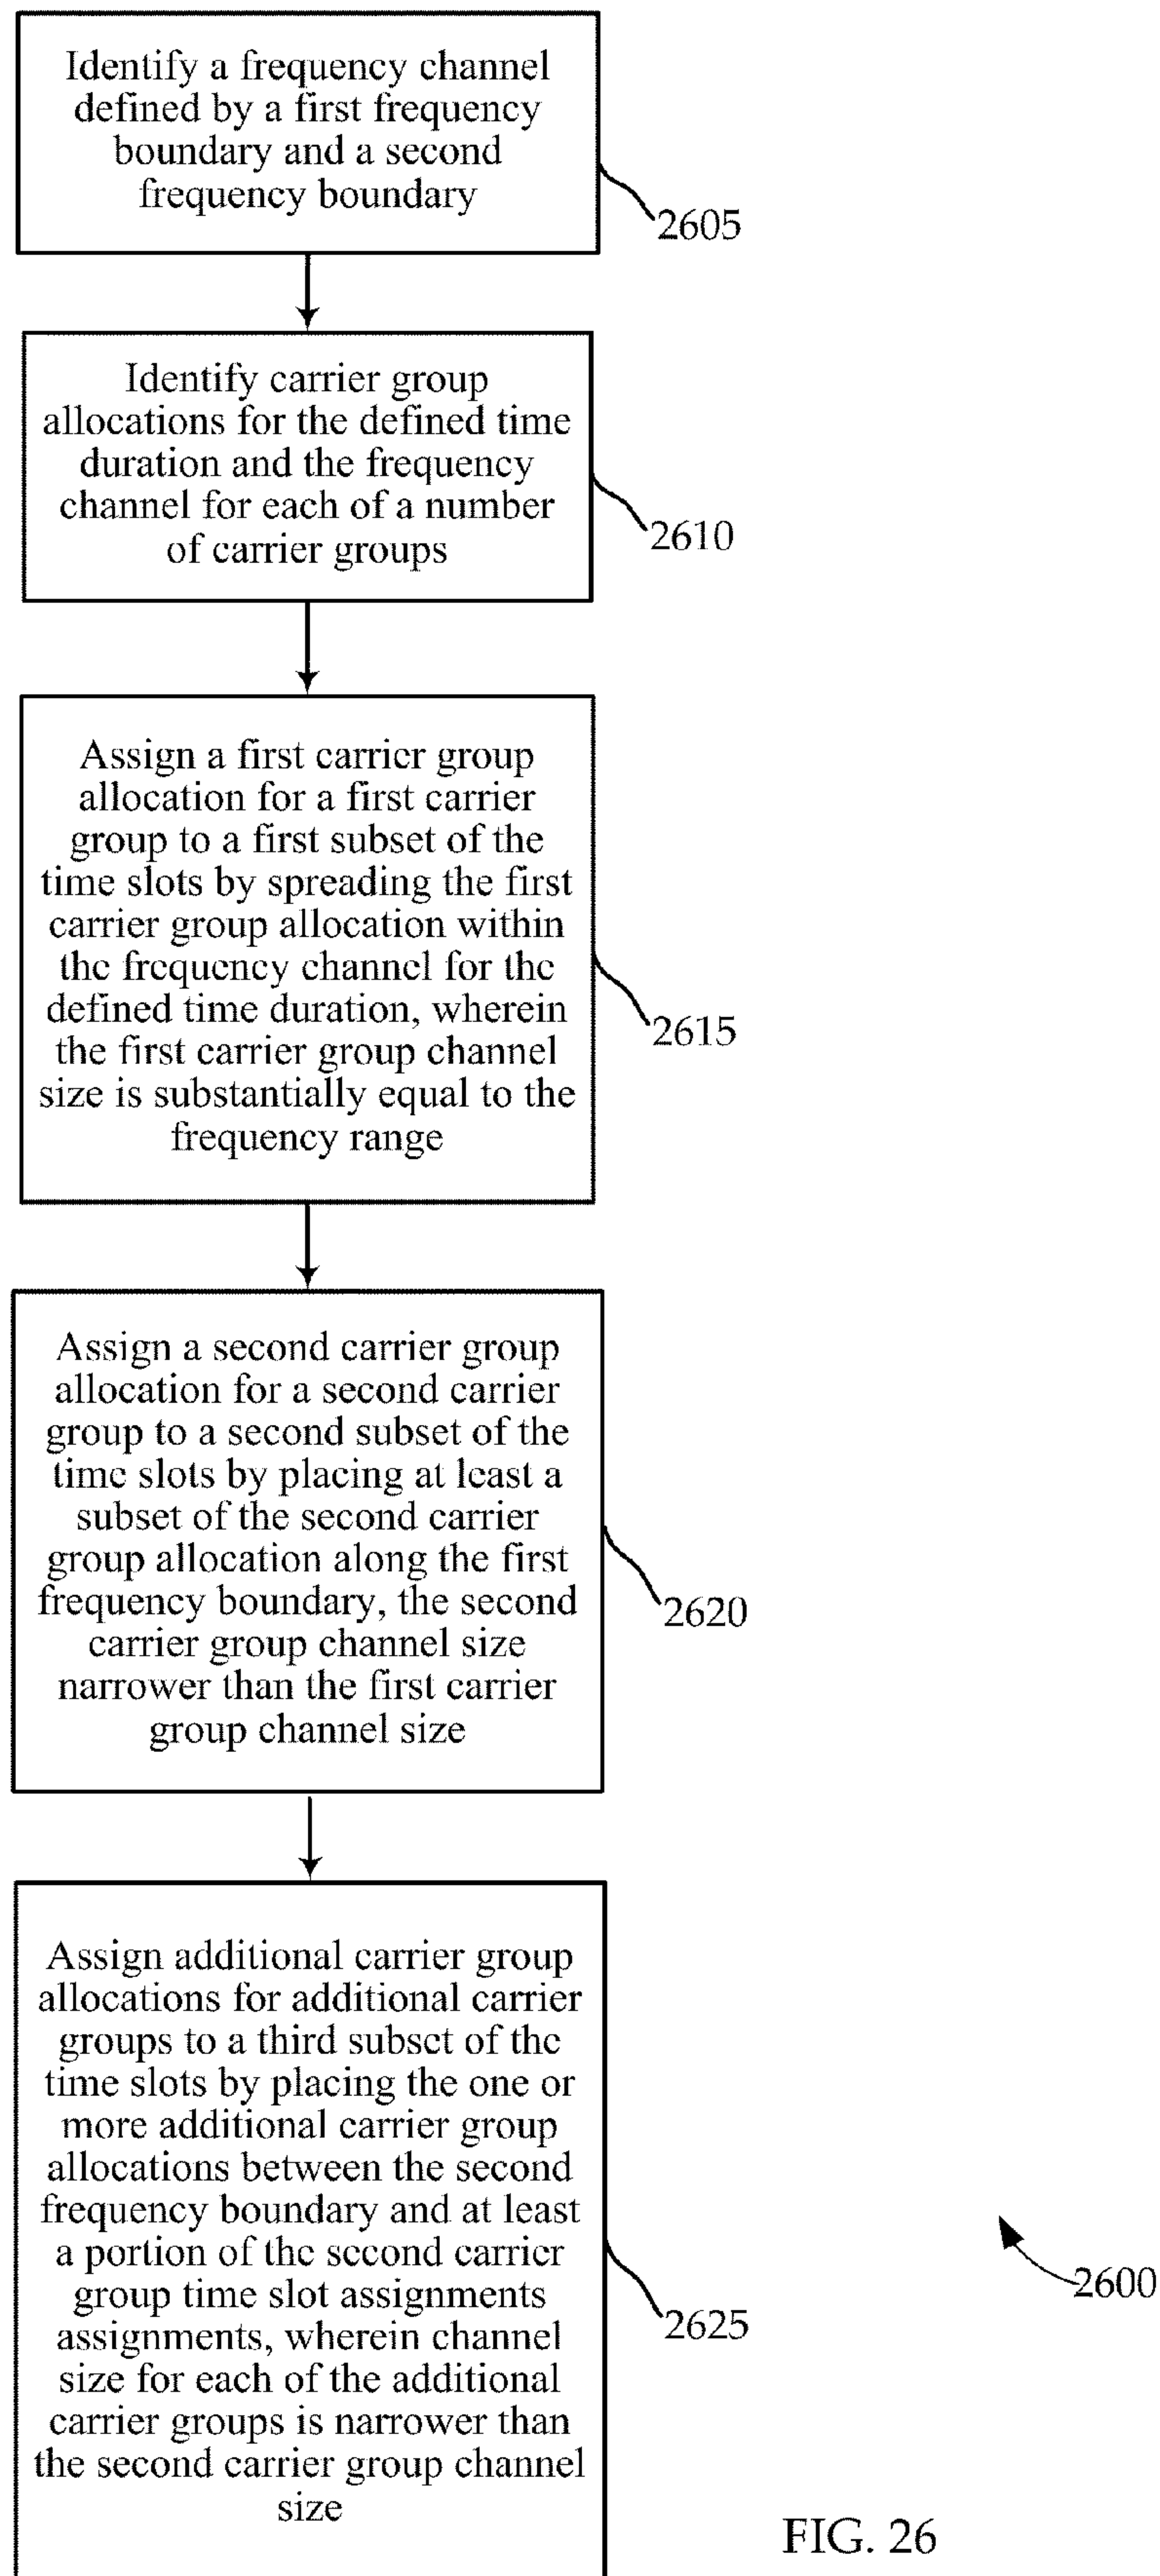 Identify a frequency channel
defined by a first frequency
boundary and a second
frequency boundary
2605
Identify carrier group
allocations for the defined time
duration and the frequency
channel for each of a number
of carrier groups
2610
Assign a first carrier group
allocation for a first carrier
group to a first subset of the
time slots by spreading the first
carrier group allocation within
the frequency channel for the
defined time duration, wherein
the first carrier group channel
size is substantially equal to the
frequency range
2615
Assign a second carrier group
allocation for a second carrier
group to a second subset of the
time slots by placing at least a
subset of the second carrier
group allocation along the first
frequency boundary, the second
carrier group channel size
narrower than the first carrier
group channel size
2620
Assign additional carrier group
allocations for additional carrier
groups to a third subset of the
time slots by placing the one or
more additional carrier group
allocations between the second
frequency boundary and at least
a portion of the second carrier
group time slot assignments
assignments, wherein channel
size for each of the additional
carrier groups is narrower than
the second carrier group channel
size
2625
2600
FIG. 26